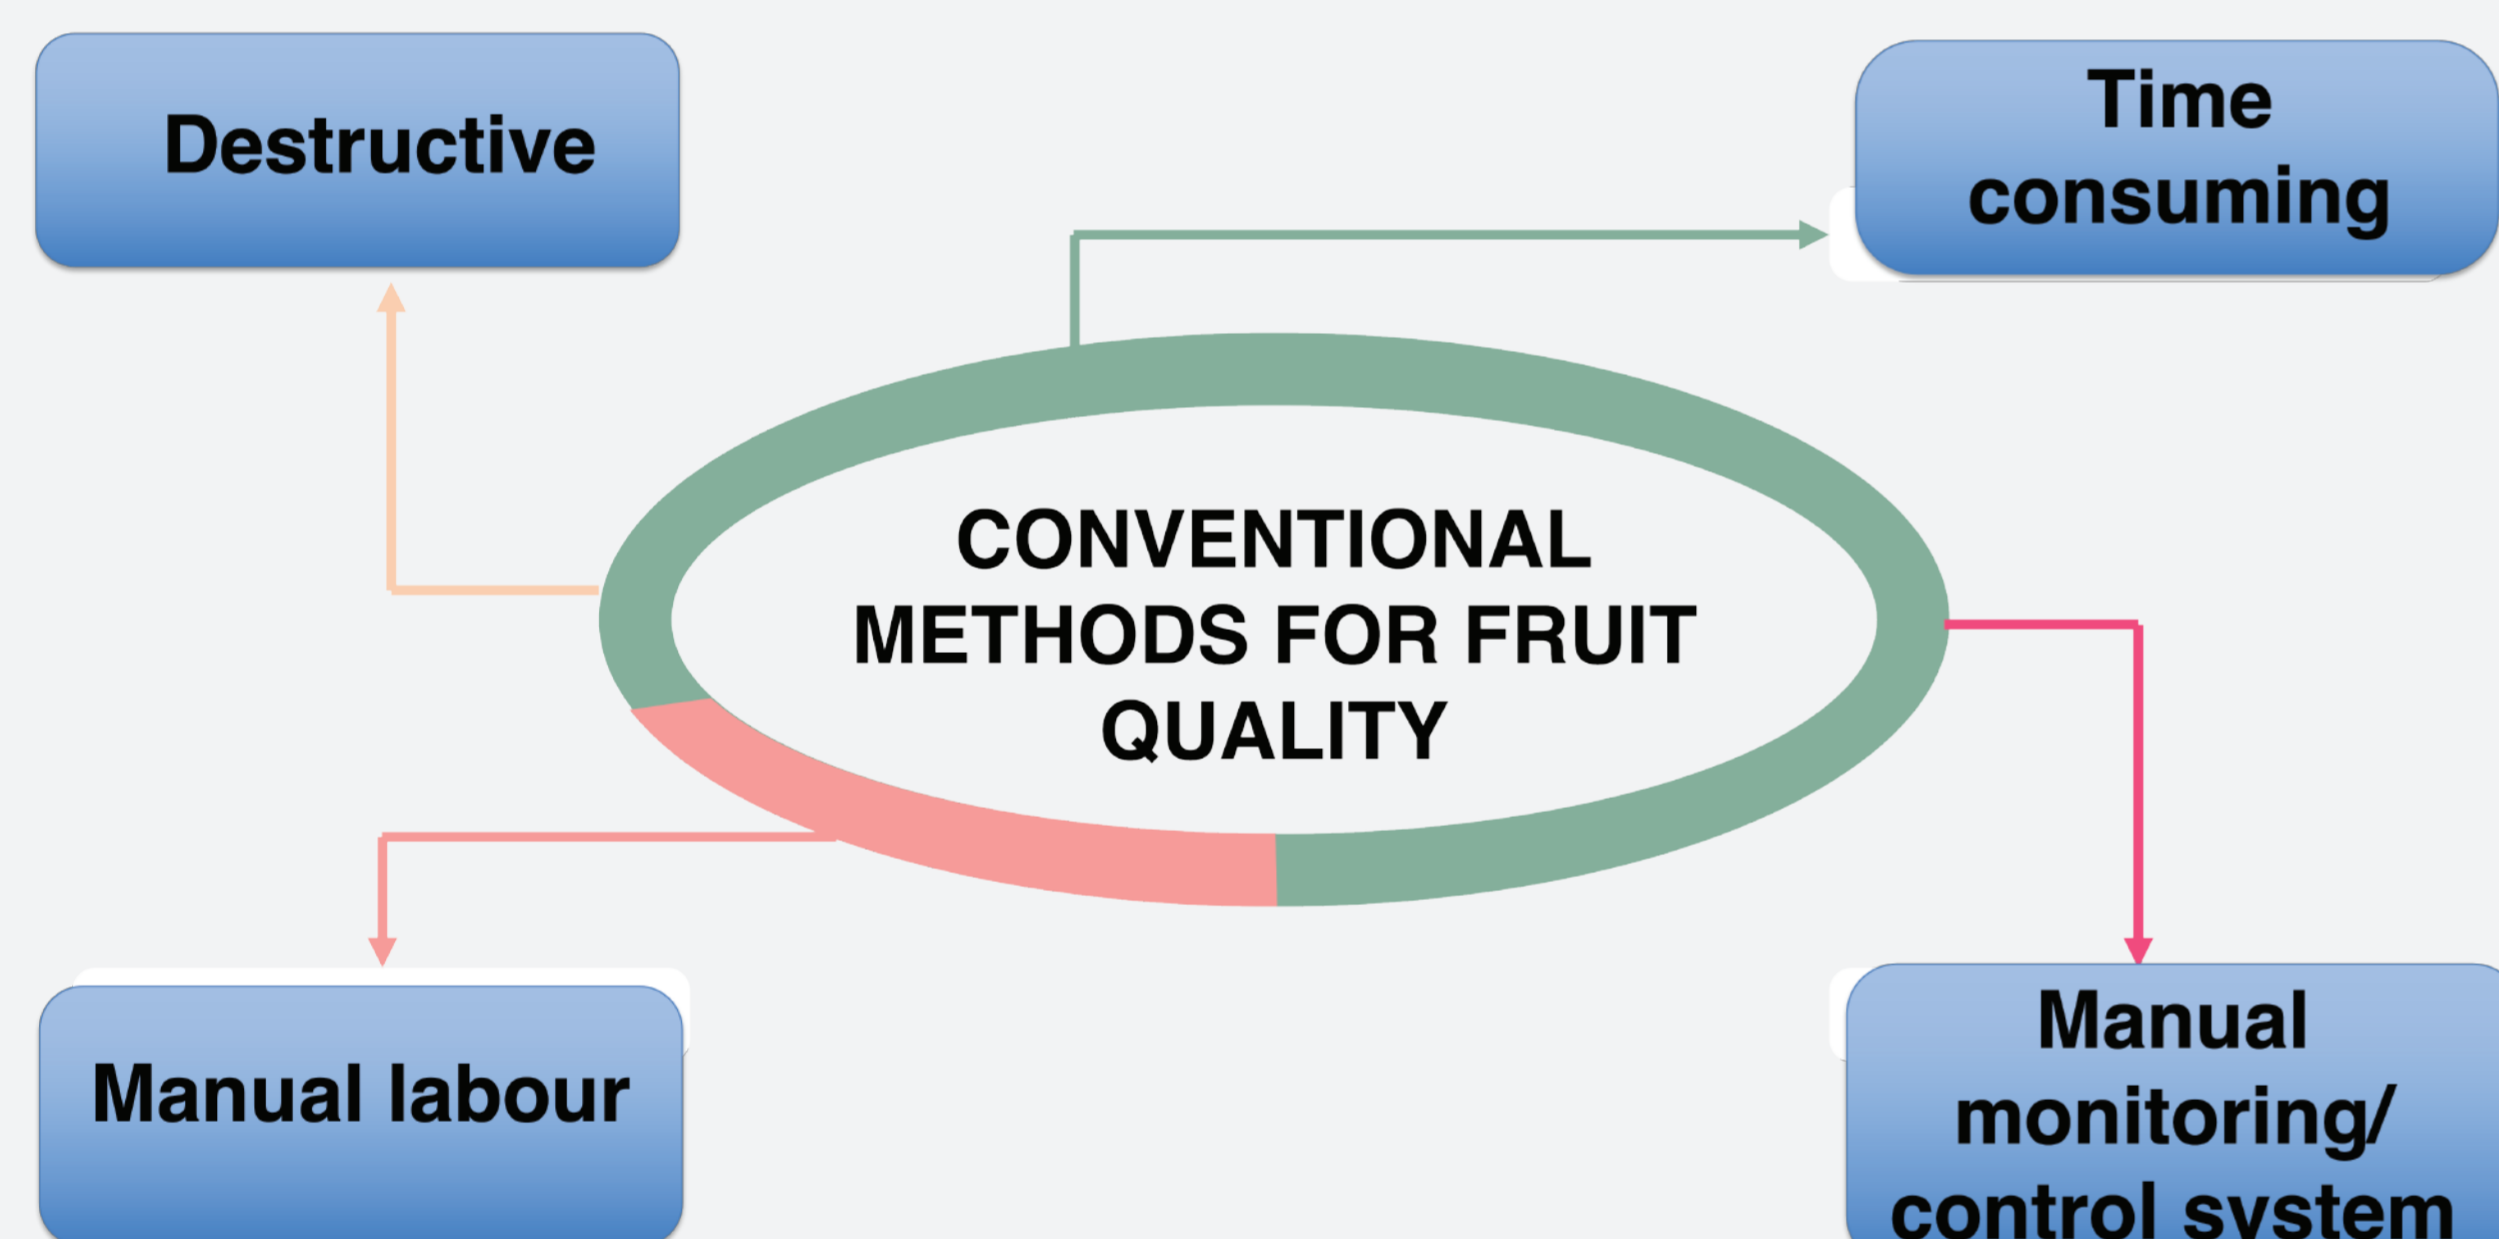 Destructive
Time
consuming
CONVENTIONAL
METHODS FOR FRUIT
QUALITY
Manual labour
Manual
monitoring/
control system